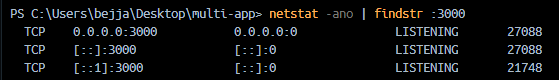 PS C:\Users\bejja\Desktop\multi-app> netstat -ano | findstr :3000
TCP 0.0.0.0:3000 0.0.0.0:0 LISTENING 27088
TCP [::]:3000 [::]:0 LISTENING 27088
TCP [::1]:3000 [::]:0 LISTENING 21748